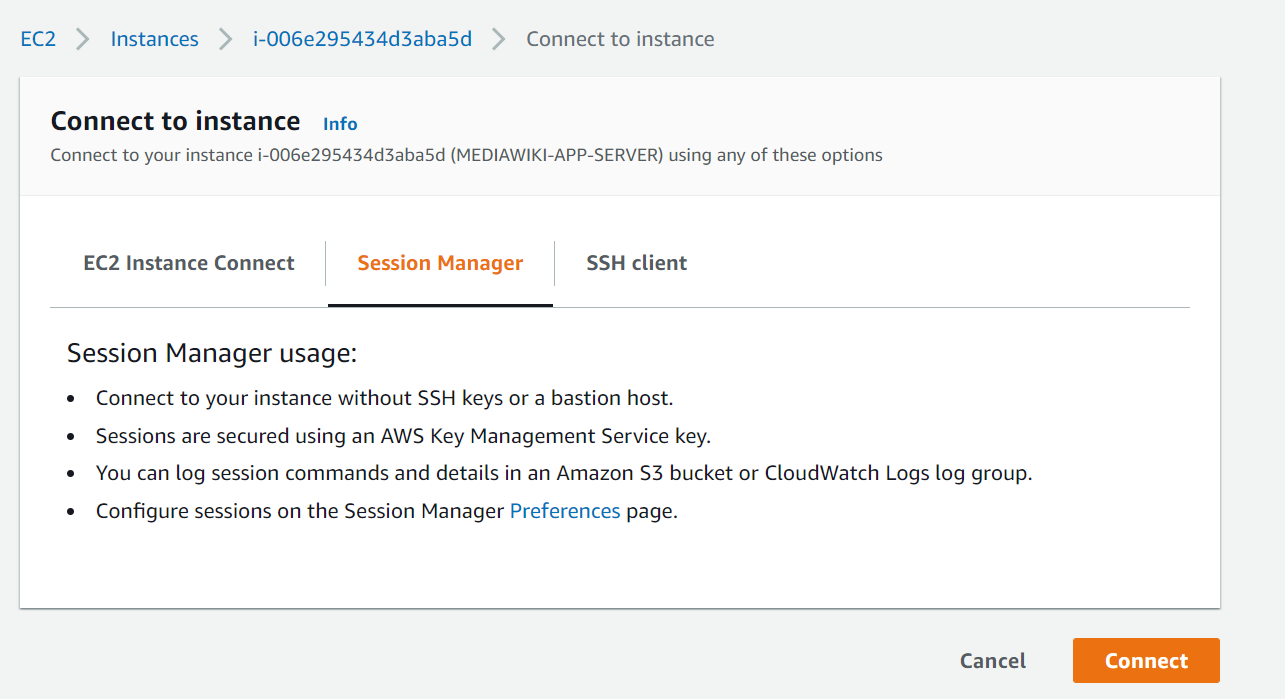 EC2 > Instances > i-006e295434d3aba5d > Connect to instance
Connect to instance Info
Connect to your instance i-006e295434d3aba5d (MEDIAWIKI-APP-SERVER) using any of these options
EC2 Instance Connect Session Manager SSH client
Session Manager usage:
• Connect to your instance without SSH keys or a bastion host.
• Sessions are secured using an AWS Key Management Service key.
• You can log session commands and details in an Amazon S3 bucket or CloudWatch Logs log group.
• Configure sessions on the Session Manager Preferences page.
Cancel Connect